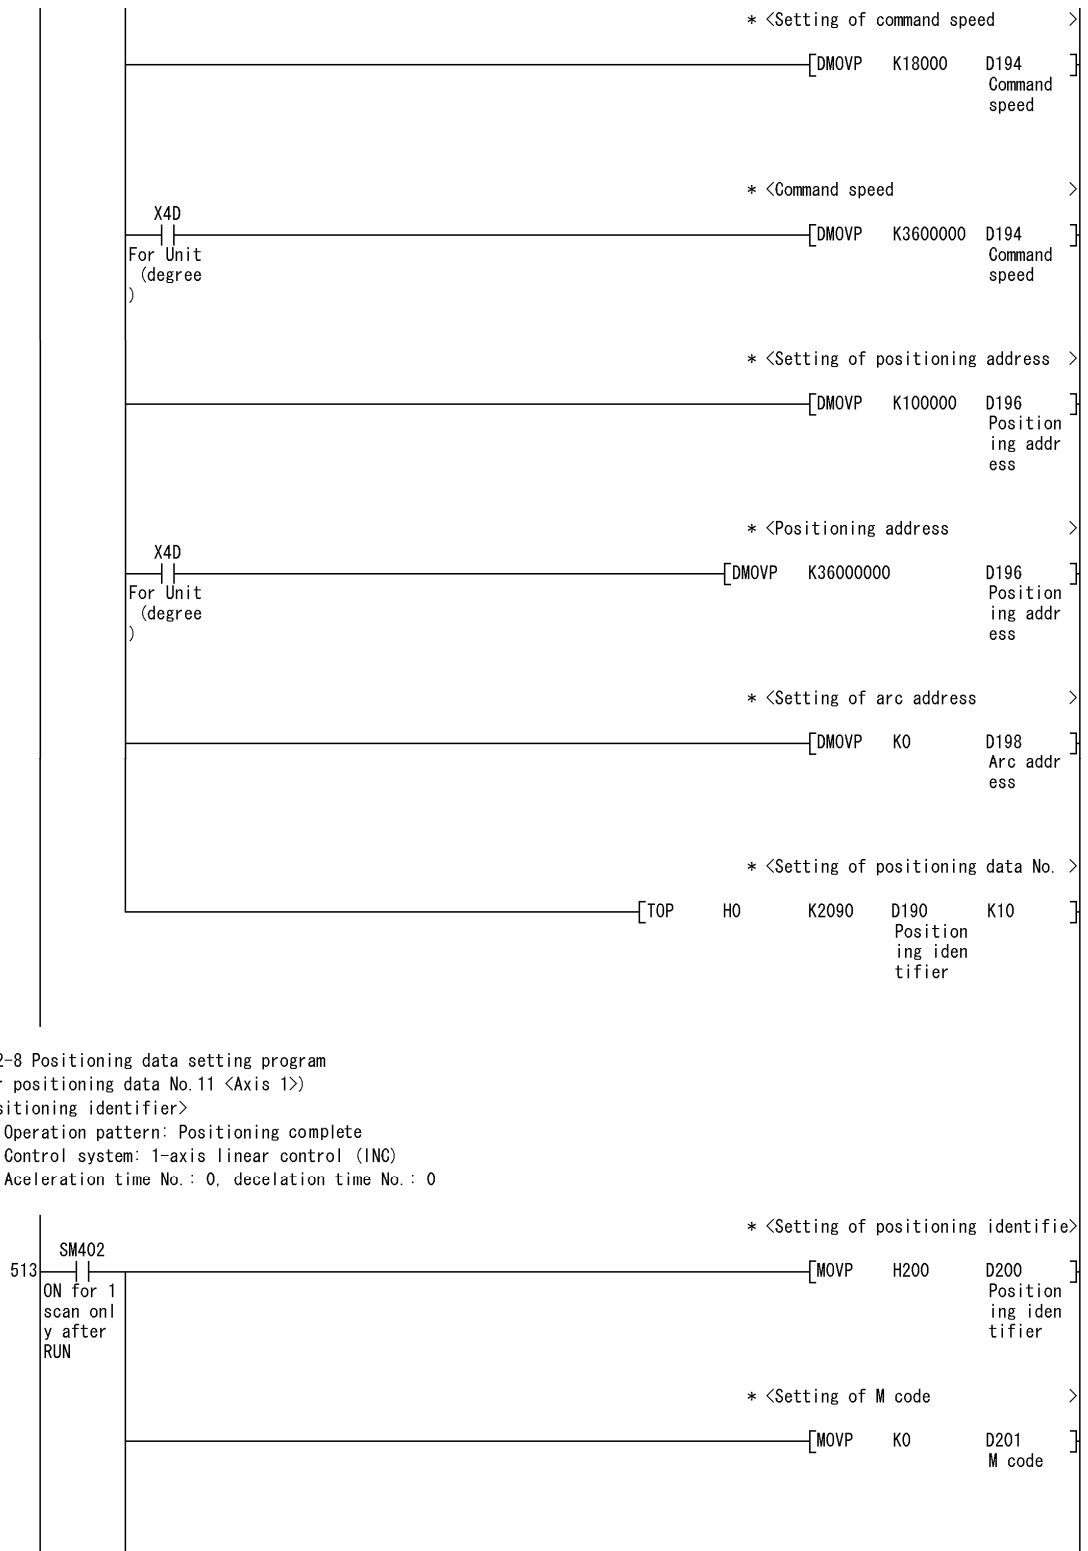 * <Setting of command speed >
[DMOVP K18000 D194 ]
Command
speed
* <Command speed >
X4D
[DMOVP K3600000 D194 ]
For Unit
(degree
)
Command
speed
* <Setting of positioning address >
[DMOVP K100000 D196 ]
Position
ing addr
ess
* <Positioning address >
X4D
[DMOVP K36000000 D196 ]
For Unit
(degree
)
Position
ing addr
ess
* <Setting of arc address >
[DMOVP K0 D198 ]
Arc addr
ess
* <Setting of positioning data No. >
[TOP H0 K2090 D190 K10 ]
Position
ing iden
tifier
2-8 Positioning data setting program
r positioning data No.11 <Axis 1>)
sitioning identifier>
Operation pattern: Positioning complete
Control system: 1-axis linear control (INC)
Aceleration time No.: 0, decelation time No.: 0
* <Setting of positioning identifie>
SM402
513 [MOVP H200 D200 ]
ON for 1
scan onl
y after
RUN
Position
ing iden
tifier
* <Setting of M code >
[MOVP K0 D201 ]
M code